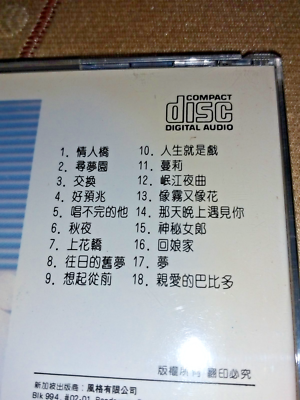 COMPACT
disc
DIGITAL AUDIO
1. 情人橋
2. 尋夢園
3. 交換
4. 好預兆
5. 唱不完的他
6. 秋夜
7. 上花轎
8. 往日的舊夢
9. 想起從前
10. 人生就是戲
11. 蔓莉
12. 岷江夜曲
13. 像霧又像花
14. 那天晚上遇見你
15. 神秘女郎
16. 回娘家
17. 夢
18. 親愛的巴比多
版權所有 翻印必究
新加坡出版商：風格有限公司
Blk 994, #02-01